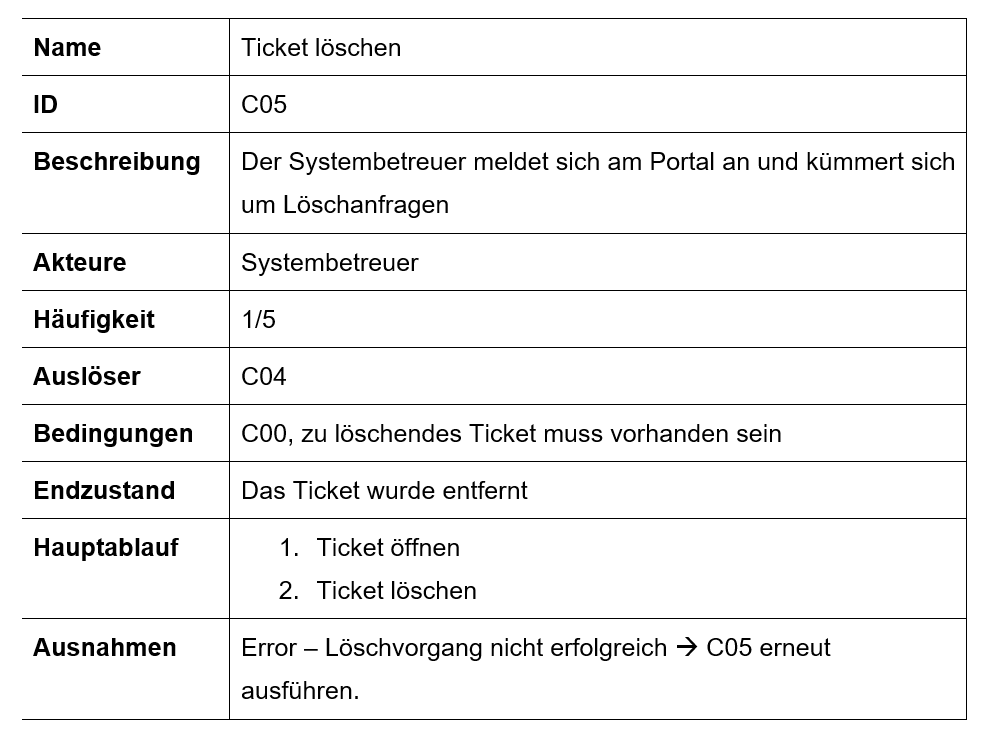 Name Ticket löschen
ID C05
Beschreibung Der Systembetreuer meldet sich am Portal an und kümmert sich
um Löschanfragen
Akteure Systembetreuer
Häufigkeit 1/5
Auslöser C04
Bedingungen C00, zu löschendes Ticket muss vorhanden sein
Endzustand Das Ticket wurde entfernt
Hauptablauf 1. Ticket öffnen
2. Ticket löschen
Ausnahmen Error – Löschvorgang nicht erfolgreich → C05 erneut
ausführen.